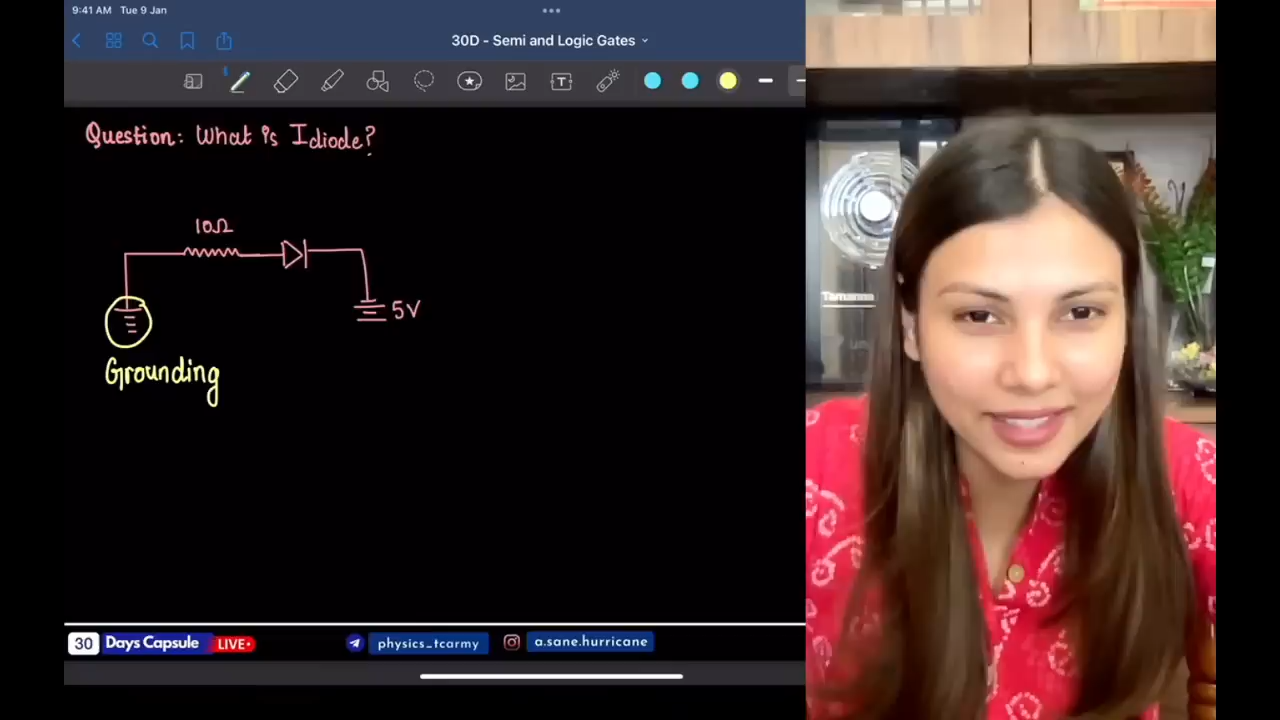 9:41 AM Tue 9 Jan
30D - Semi and Logic Gates
T
Question: What is Idiode?
10Ω
5V
Grounding
Tamanna
30 Days Capsule LIVE
physics_tcarmy
a.sane.hurricane